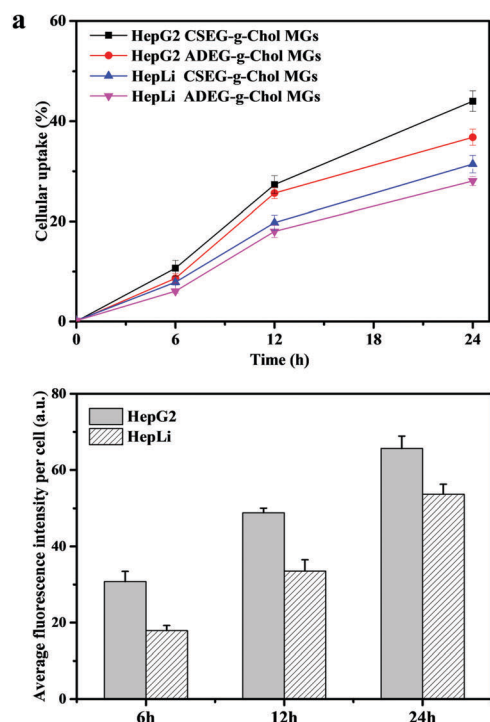 a
HepG2 CSEG-g-Chol MGs
HepG2 ADEG-g-Chol MGs
HepLi CSEG-g-Chol MGs
HepLi ADEG-g-Chol MGs
Cellular uptake (%)
60
40
20
0
0 6 12 18 24
Time (h)
Average fluorescence intensity per cell (a.u.)
80
60
40
20
0
HepG2
HepLi
6h 12h 24h